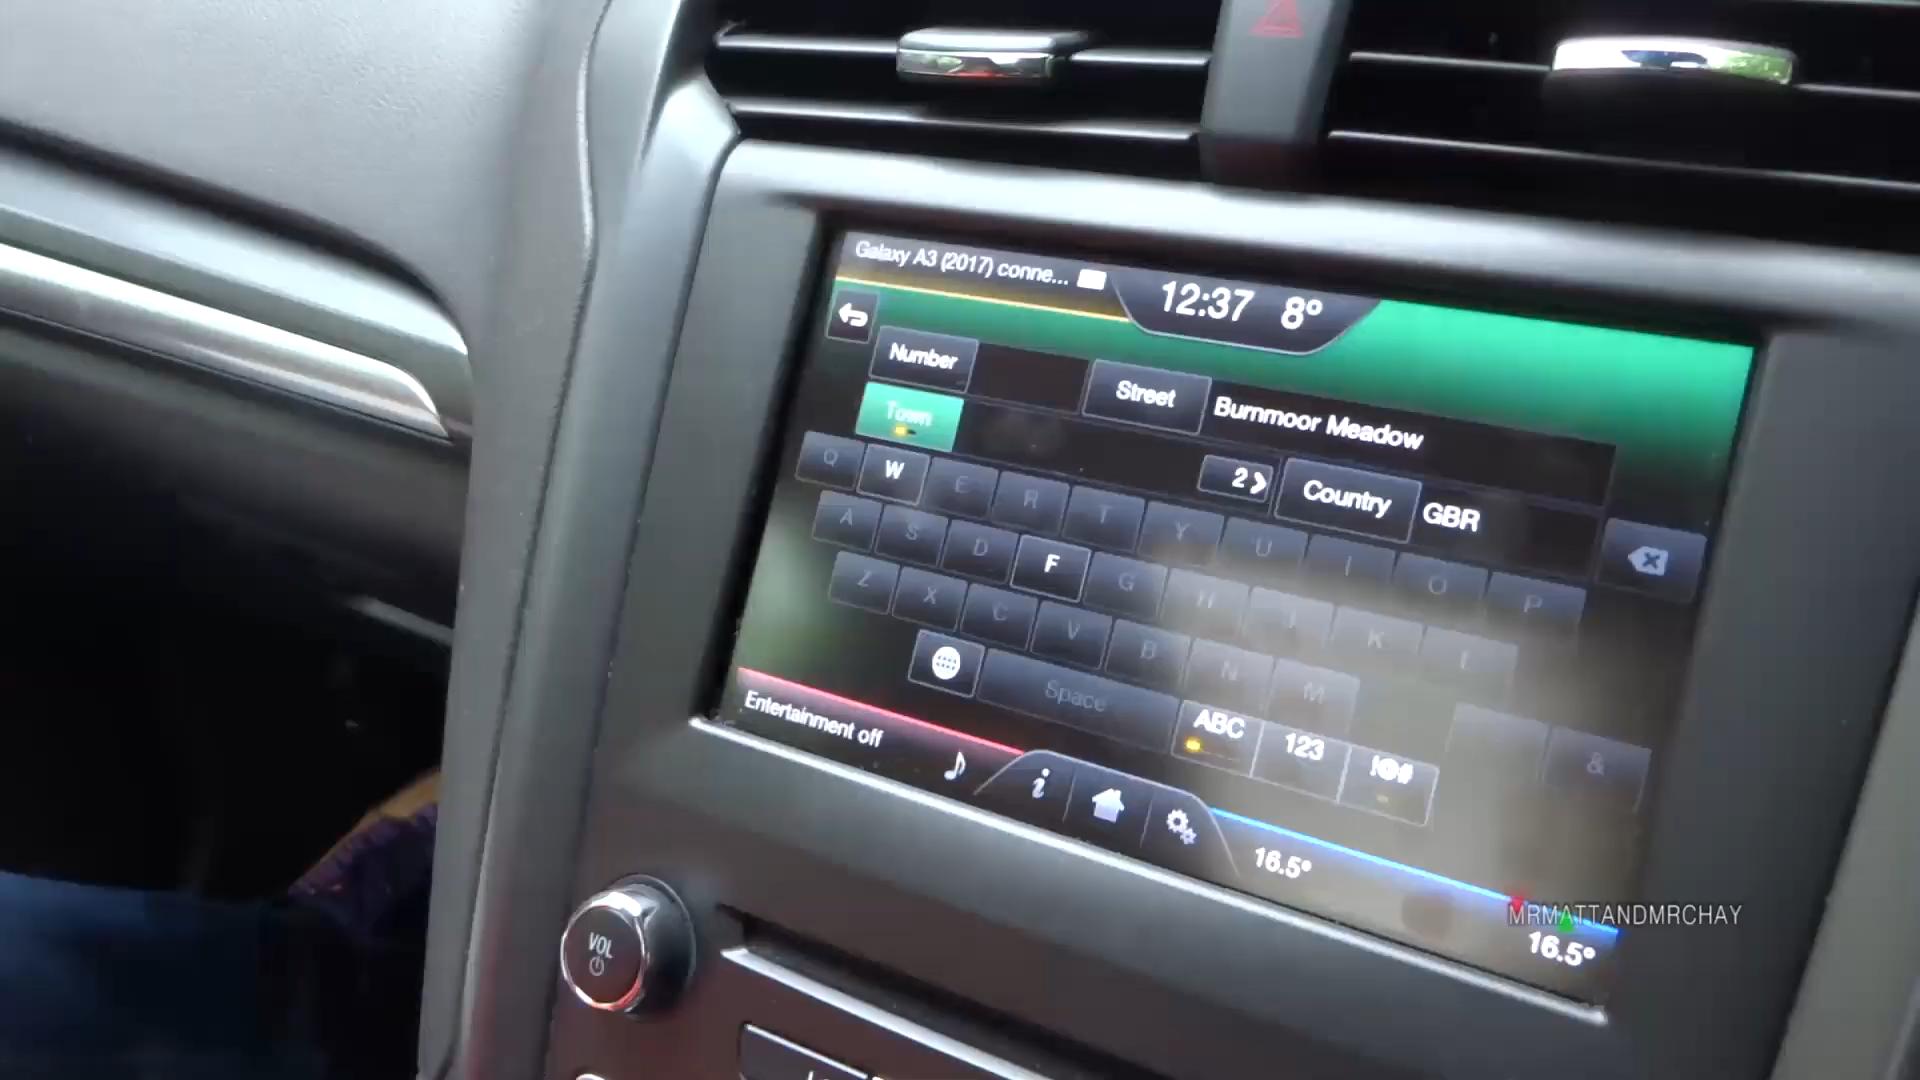 Galaxy A3 (2017) conne...
12:37 8°
Number
Street Burnmoor Meadow
Town
2 Country GBR
Q W E R T Y U I O P
A S D F G H J K L
Z X C V B N M
Space ABC 123 !@# &
Entertainment off
i
16.5°
MRMATTANDMRCHAY
16.5°
VOL